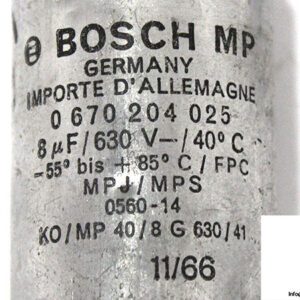 BOSCH MP
GERMANY
IMPORTE D'ALLEMAGNE
0 670 204 025
8 µF/630 V–/40°C
-55° bis +85°C/FPC
MPJ/MPS
0560-14
KO/MP 40/8 G 630/41
11/66